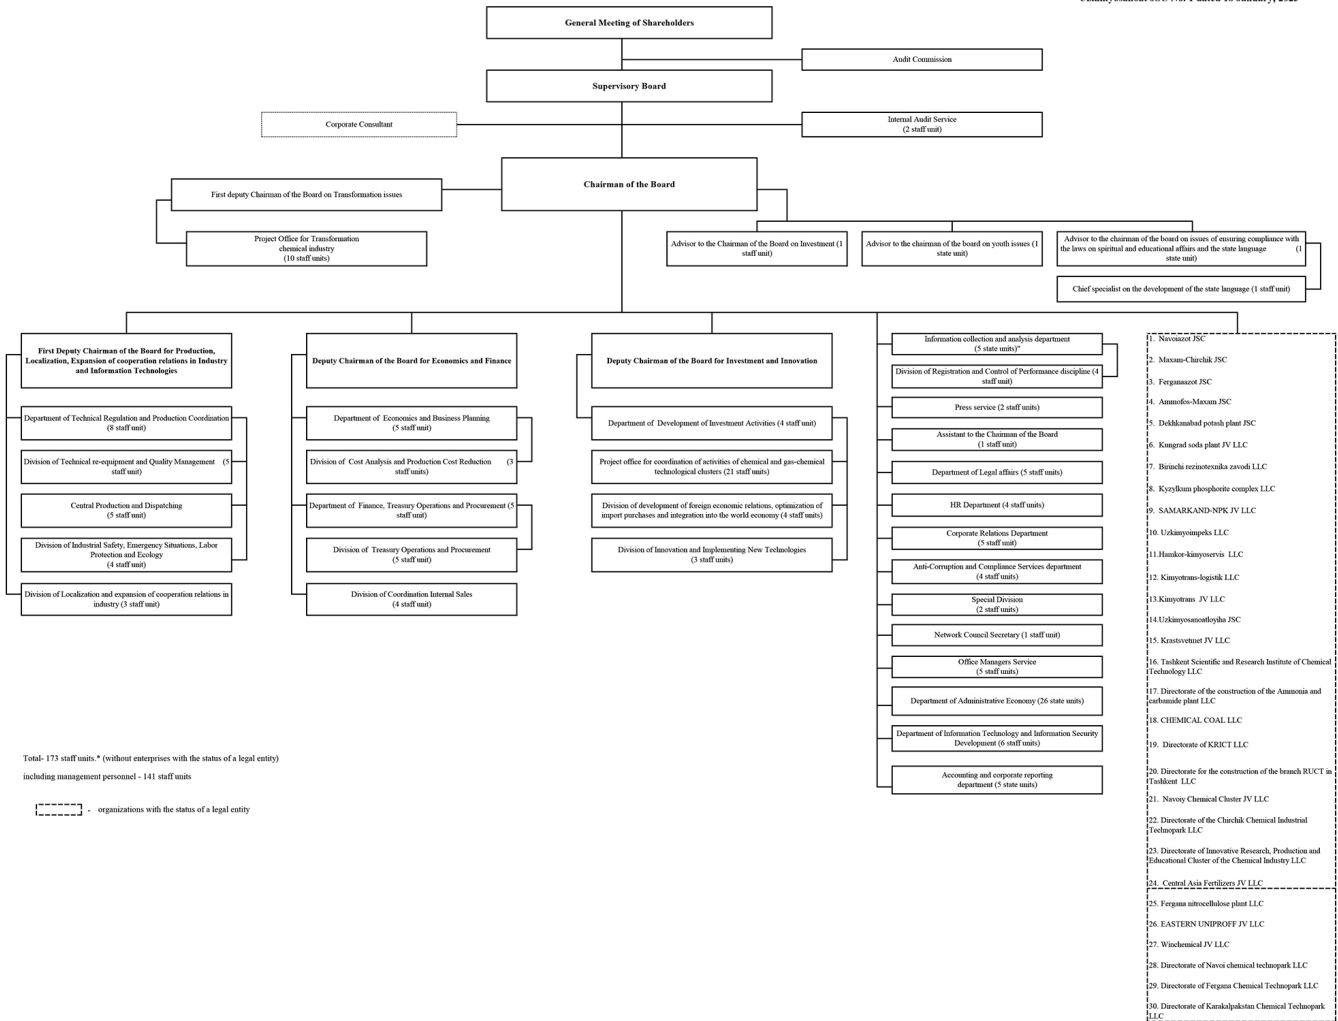 General Meeting of Shareholders
Audit Commission
Supervisory Board
Corporate Consultant
Internal Audit Service
(2 staff unit)
Chairman of the Board
First deputy Chairman of the Board on Transformation issues
Project Office for Transformation
chemical industry
(10 staff units)
Advisor to the Chairman of the Board on Investment (1
staff unit)
Advisor to the chairman of the board on youth issues (1
state unit)
Advisor to the chairman of the board on issues of ensuring compliance with
the laws on spiritual and educational affairs and the state language (1
state unit)
Chief specialist on the development of the state language (1 staff unit)
First Deputy Chairman of the Board for Production,
Localization, Expansion of cooperation relations in Industry
and Information Technologies
Department of Technical Regulation and Production Coordination
(8 staff unit)
Division of Technical re-equipment and Quality Management (5
staff unit)
Central Production and Dispatching
(5 staff unit)
Division of Industrial Safety, Emergency Situations, Labor
Protection and Ecology
(4 staff unit)
Division of Localization and expansion of cooperation relations in
industry (3 staff unit)
Deputy Chairman of the Board for Economics and Finance
Department of Economics and Business Planning
(5 staff unit)
Division of Cost Analysis and Production Cost Reduction (3
staff units)
Department of Finance, Treasury Operations and Procurement (5
staff unit)
Division of Treasury Operations and Procurement
(5 staff unit)
Division of Coordination Internal Sales
(4 staff unit)
Deputy Chairman of the Board for Investment and Innovation
Department of Development of Investment Activities (4 staff unit)
Project office for coordination of activities of chemical and gas-chemical
technological clusters (21 staff units)
Division of development of foreign economic relations, optimization of
import purchases and integration into the world economy (4 staff units)
Division of Innovation and Implementing New Technologies
(3 staff units)
Information collection and analysis department
(5 state units)*
Division of Registration and Control of Performance discipline (4
staff unit)
Press service (2 staff units)
Assistant to the Chairman of the Board
(1 staff unit)
Department of Legal affairs (5 staff units)
HR Department (4 staff units)
Corporate Relations Department
(5 staff unit)
Anti-Corruption and Compliance Services department
(4 staff units)
Special Division
(2 staff units)
Network Council Secretary (1 staff unit)
Office Managers Service
(5 staff units)
Department of Administrative Economy (26 state units)
Department of Information Technology and Information Security
Development (6 staff units)
Accounting and corporate reporting
department (5 state units)
1. Navoiazot JSC
2. Maxam-Chirchik JSC
3. Ferganaazot JSC
4. Ammofos-Maxam JSC
5. Dekhkanabad potash plant JSC
6. Kungrad soda plant JV LLC
7. Birinchi rezinotexnika zavodi LLC
8. Kyzylkum phosphorite complex LLC
9. SAMARKAND-NPK JV LLC
10. Uzkimyoimpeks LLC
11.Hamkor-kimyoservis LLC
12. Kimyotrans-logistik LLC
13.Kimyotrans JV LLC
14.Uzkimyosanoatloyiha JSC
15. Krastsvetmet JV LLC
16. Tashkent Scientific and Research Institute of Chemical
Technology LLC
17. Directorate of the construction of the Ammonia and
carbamide plant LLC
18. CHEMICAL COAL LLC
19. Directorate of KRICT LLC
20. Directorate for the construction of the branch RUCT in
Tashkent LLC
21. Navoiy Chemical Cluster JV LLC
22. Directorate of the Chirchik Chemical Industrial
Technopark LLC
23. Directorate of Innovative Research, Production and
Educational Cluster of the Chemical Industry LLC
24. Central Asia Fertilizers JV LLC
25. Fergana nitrocellulose plant LLC
26. EASTERN UNIPROFF JV LLC
27. Winchemical JV LLC
28. Directorate of Navoi chemical technopark LLC
29. Directorate of Fergana Chemical Technopark LLC
30. Directorate of Karakalpakstan Chemical Technopark
LLC
Total- 173 staff units.* (without enterprises with the status of a legal entity)
including management personnel - 141 staff units
- organizations with the status of a legal entity